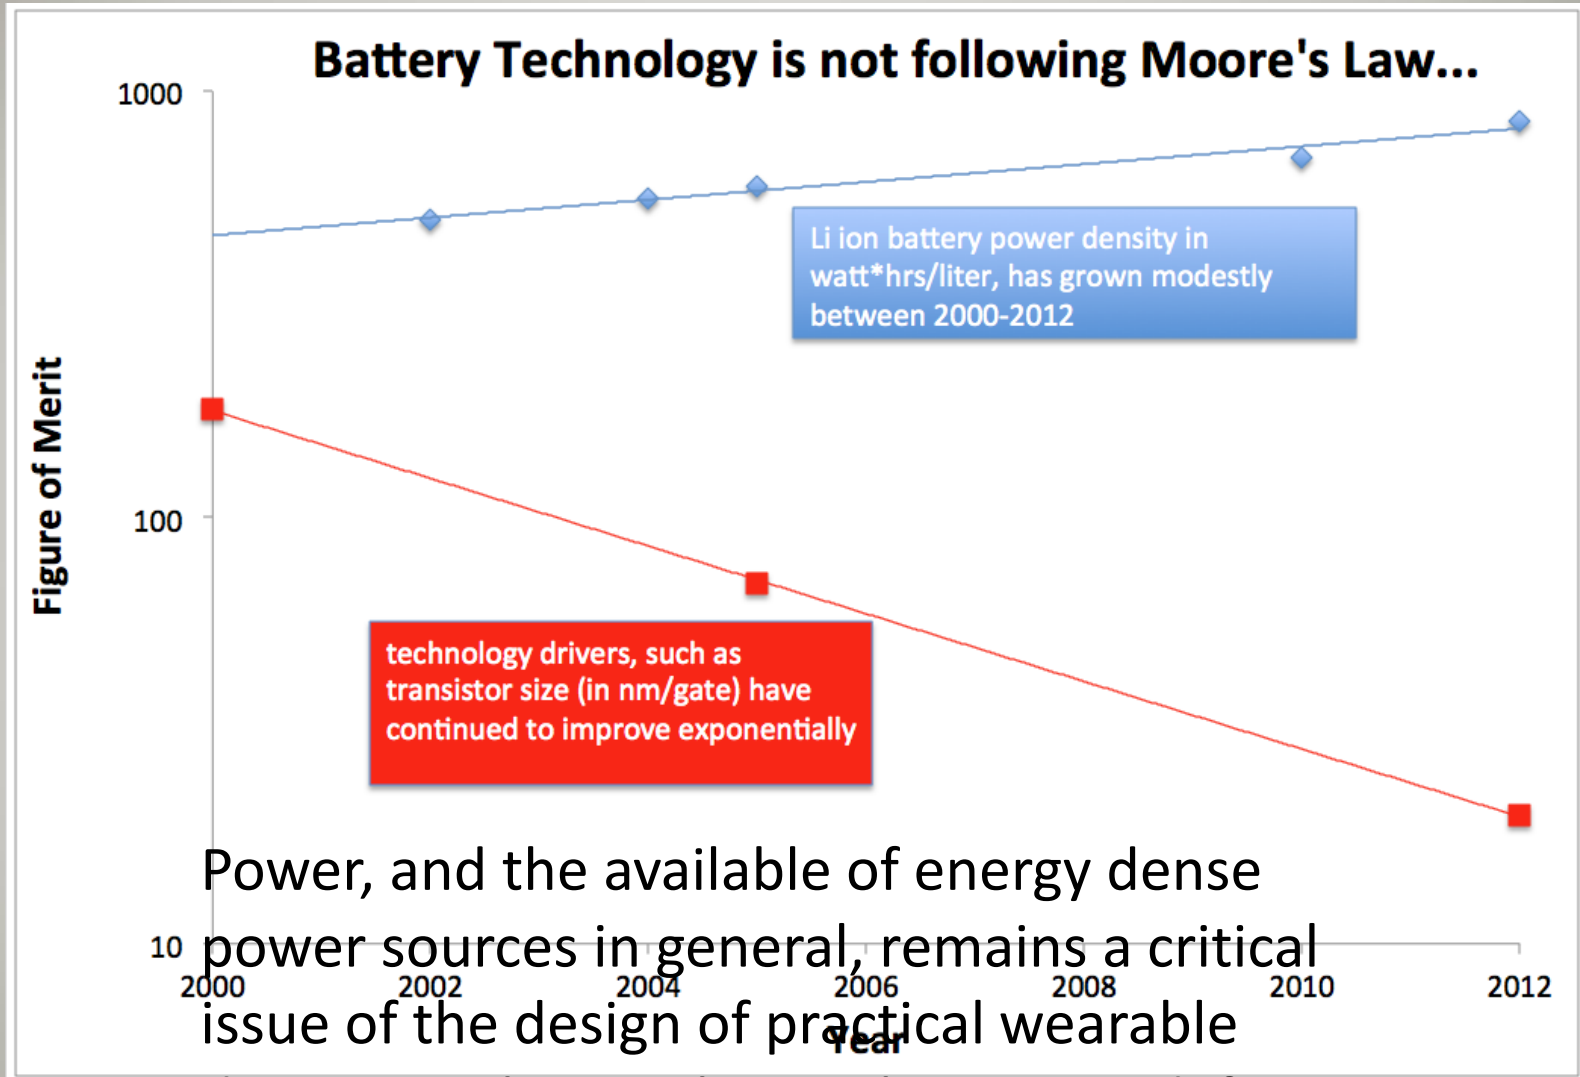 Battery Technology is not following Moore's Law...
1000
Li ion battery power density in
watt*hrs/liter, has grown modestly
between 2000-2012
Figure of Merit
100
technology drivers, such as
transistor size (in nm/gate) have
continued to improve exponentially
Power, and the available of energy dense
10
power sources in general, remains a critical
2000 2002 2004 2006 2008 2010 2012
issue of the design of practical wearable
Year